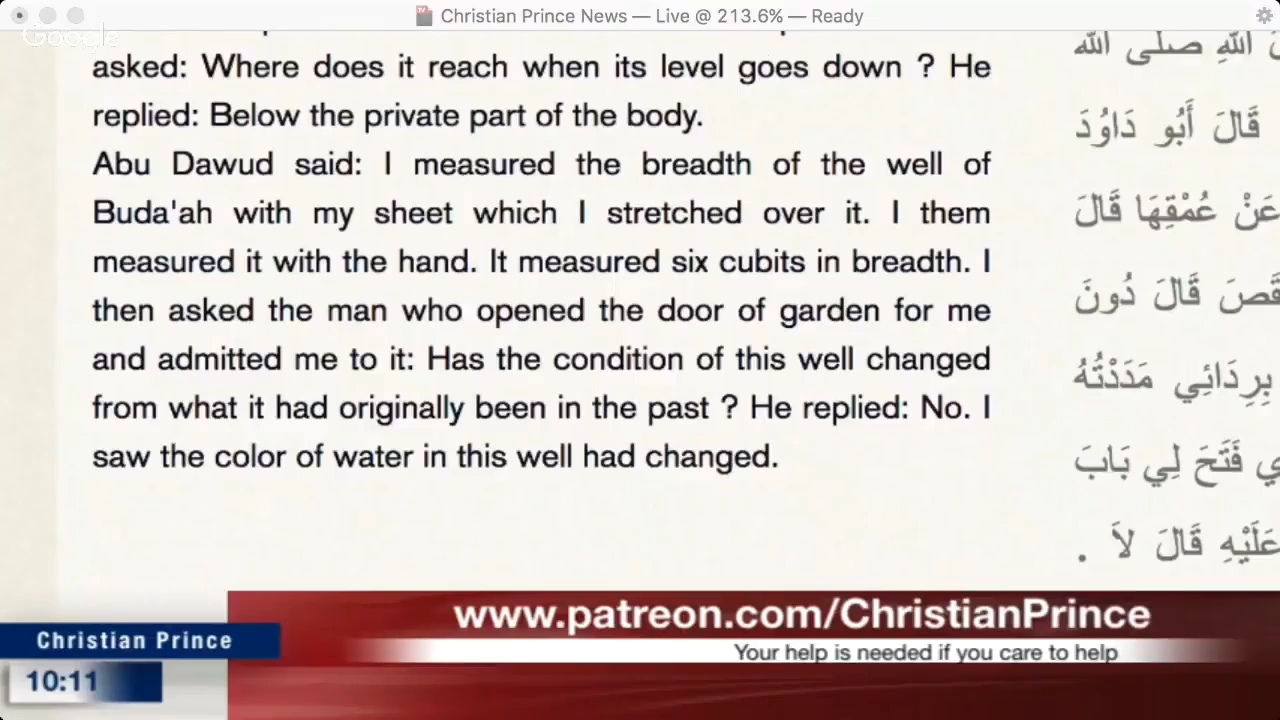 Christian Prince News — Live @ 213.6% — Ready
Google
asked: Where does it reach when its level goes down ? He
replied: Below the private part of the body.
Abu Dawud said: I measured the breadth of the well of
Buda'ah with my sheet which I stretched over it. I them
measured it with the hand. It measured six cubits in breadth. I
then asked the man who opened the door of garden for me
and admitted me to it: Has the condition of this well changed
from what it had originally been in the past ? He replied: No. I
saw the color of water in this well had changed.
اللَّهِ صلى الله
قَالَ أَبُو دَاوُدَ
عَنْ عُمْقِهَا قَالَ
قَالَ دُونَ
بِرِدَائِي مَدَدْتُهُ
فَتَحَ لِي بَابَ
عَلَيْهِ قَالَ لاَ .
www.patreon.com/ChristianPrince
Your help is needed if you care to help
Christian Prince
10:11